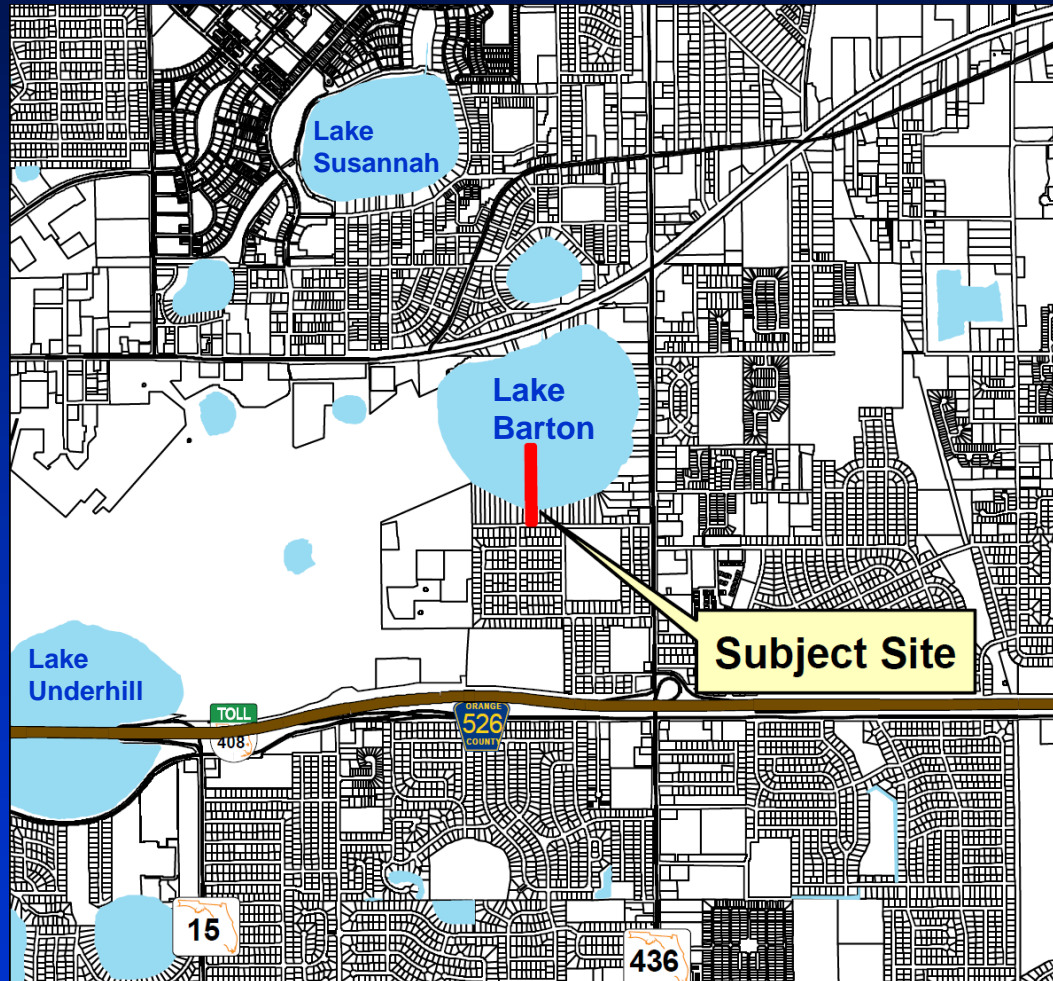 Lake
Susannah
Lake
Barton
Subject Site
Lake
Underhill
TOLL
408
ORANGE
526
COUNTY
15
436